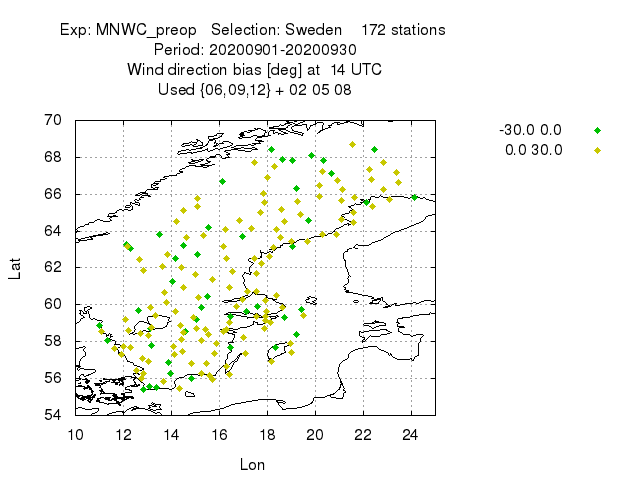 Exp: MNWC_preop Selection: Sweden 172 stations
Period: 20200901-20200930
Wind direction bias [deg] at 14 UTC
Used {06,09,12} + 02 05 08
-30.0 0.0
0.0 30.0
70
68
66
64
62
60
58
56
54
Lat
10 12 14 16 18 20 22 24
Lon